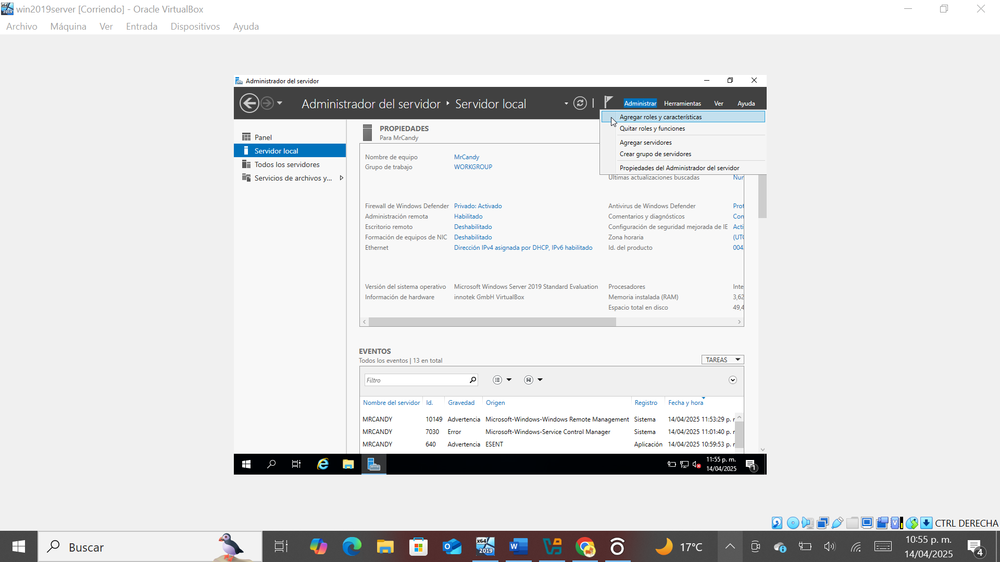 win2019server [Corriendo] - Oracle VirtualBox
Archivo Máquina Ver Entrada Dispositivos Ayuda
Administrador del servidor
Administrador del servidor Servidor local
Administrar Herramientas Ver Ayuda
Agregar roles y características
Quitar roles y funciones
Agregar servidores
Crear grupo de servidores
Propiedades del Administrador del servidor
Panel
Servidor local
Todos los servidores
Servicios de archivos y...
PROPIEDADES
Para MrCandy
Nombre de equipo MrCandy
Grupo de trabajo WORKGROUP
Últimas actualizaciones buscadas
Firewall de Windows Defender Privado: Activado Antivirus de Windows Defender
Administración remota Habilitado Comentarios y diagnósticos
Escritorio remoto Deshabilitado Configuración de seguridad mejorada de IE Acti
Formación de equipos de NIC Deshabilitado Zona horaria (UT
Ethernet Dirección IPv4 asignada por DHCP, IPv6 habilitado Id. del producto 004
Versión del sistema operativo Microsoft Windows Server 2019 Standard Evaluation Procesadores Inte
Información de hardware innotek GmbH VirtualBox Memoria instalada (RAM) 3,62
Espacio total en disco 49,4
EVENTOS
Todos los eventos | 13 en total
TAREAS
Filtro
Nombre del servidor Id. Gravedad Origen Registro Fecha y hora
MRCANDY 10149 Advertencia Microsoft-Windows-Windows Remote Management Sistema 14/04/2025 11:53:29 p.
MRCANDY 7030 Error Microsoft-Windows-Service Control Manager Sistema 14/04/2025 11:01:40 p.
MRCANDY 640 Advertencia ESENT Aplicación 14/04/2025 10:59:53 p.
11:55 p. m.
14/04/2025
1
CTRL DERECHA
Buscar
x64
2019
17°C
10:55 p. m.
14/04/2025
4